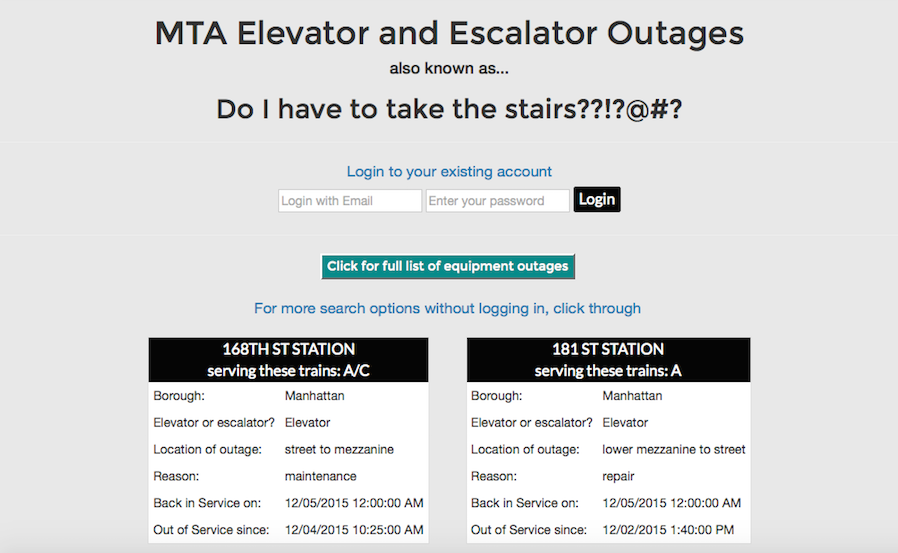 MTA Elevator and Escalator Outages
also known as...
Do I have to take the stairs??!?@#?
Login to your existing account
Login with Email Enter your password Login
Click for full list of equipment outages
For more search options without logging in, click through
168TH ST STATION
serving these trains: A/C
Borough: Manhattan
Elevator or escalator? Elevator
Location of outage: street to mezzanine
Reason: maintenance
Back in Service on: 12/05/2015 12:00:00 AM
Out of Service since: 12/04/2015 10:25:00 AM
181 ST STATION
serving these trains: A
Borough: Manhattan
Elevator or escalator? Elevator
Location of outage: lower mezzanine to street
Reason: repair
Back in Service on: 12/05/2015 12:00:00 AM
Out of Service since: 12/02/2015 1:40:00 PM